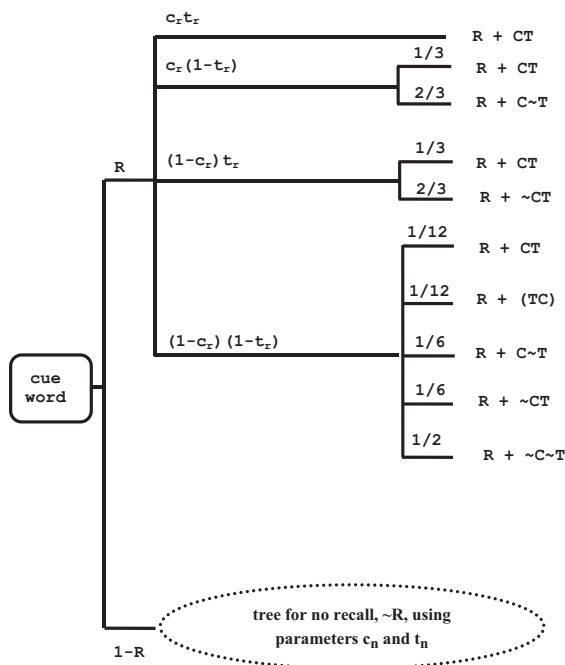 c_r t_r
R + CT
1/3
c_r (1-t_r)
R + CT
2/3
R + C~T
1/3
(1-c_r) t_r
R + CT
R
2/3
R + ~CT
1/12
R + CT
1/12
R + (TC)
(1-c_r) (1-t_r)
1/6
R + C~T
cue
word
1/6
R + ~CT
1/2
R + ~C~T
tree for no recall, ~R, using
parameters c_n and t_n
1-R